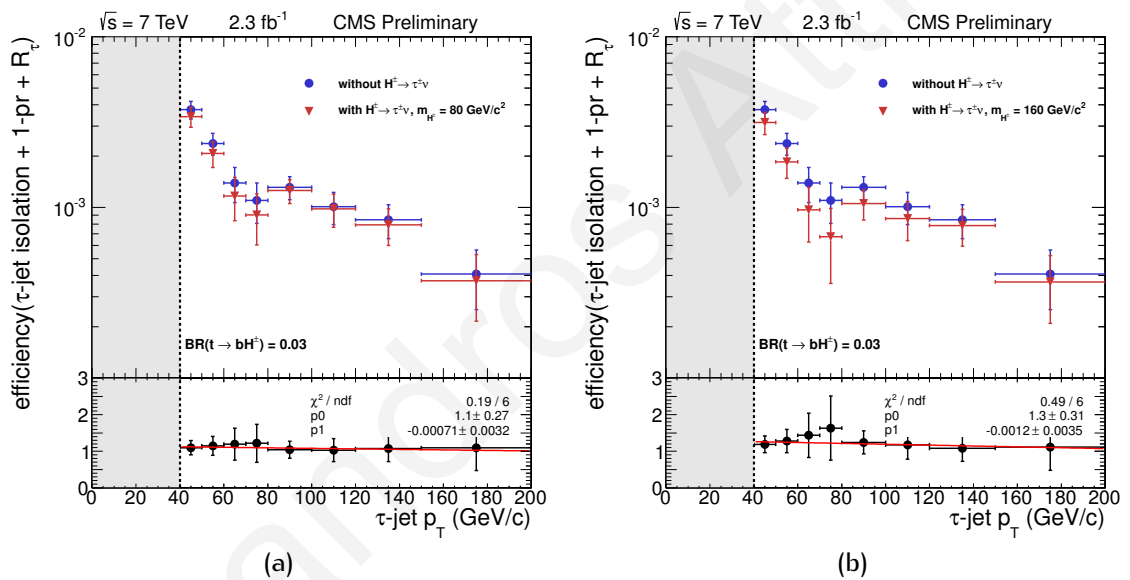 √s = 7 TeV 2.3 fb⁻¹ CMS Preliminary
efficiency(τ-jet isolation + 1-pr + R_τ)
10⁻²
10⁻³
without H^± → τ^±ν
with H^± → τ^±ν, m_{H^±} = 80 GeV/c²
BR(t → bH^±) = 0.03
3
2
1
0
χ² / ndf 0.19 / 6
p0 1.1 ± 0.27
p1 -0.00071 ± 0.0032
0 20 40 60 80 100 120 140 160 180 200
τ-jet p_T (GeV/c)
(a)
√s = 7 TeV 2.3 fb⁻¹ CMS Preliminary
efficiency(τ-jet isolation + 1-pr + R_τ)
10⁻²
10⁻³
without H^± → τ^±ν
with H^± → τ^±ν, m_{H^±} = 160 GeV/c²
BR(t → bH^±) = 0.03
3
2
1
0
χ² / ndf 0.49 / 6
p0 1.3 ± 0.31
p1 -0.0012 ± 0.0035
0 20 40 60 80 100 120 140 160 180 200
τ-jet p_T (GeV/c)
(b)